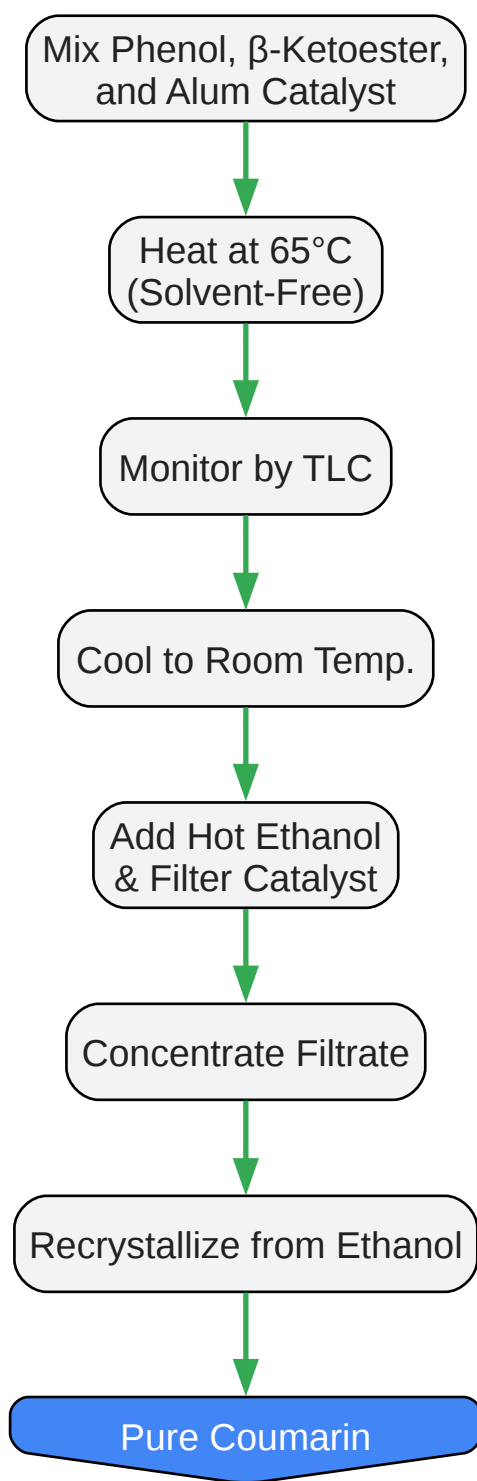 Mix Phenol, β-Ketoester,
and Alum Catalyst
Heat at 65°C
(Solvent-Free)
Monitor by TLC
Cool to Room Temp.
Add Hot Ethanol
& Filter Catalyst
Concentrate Filtrate
Recrystallize from Ethanol
Pure Coumarin